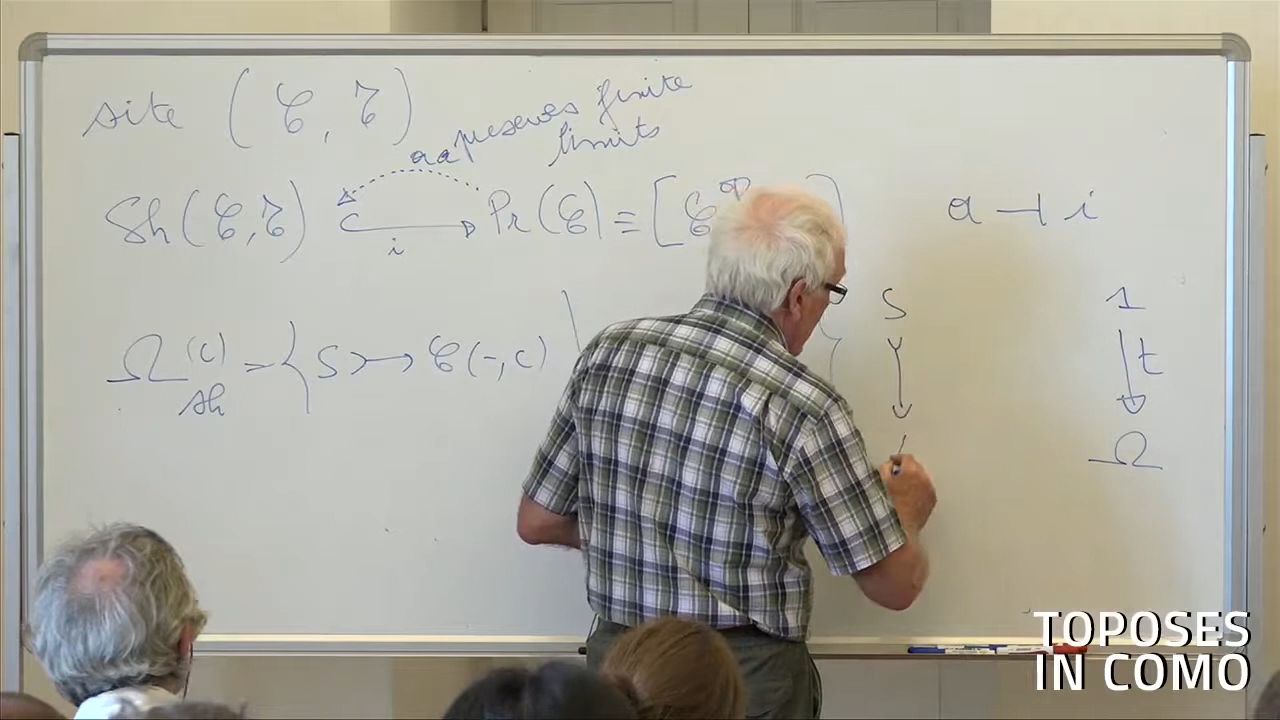 site (𝒞, 𝒯)
a preserves finite
limits
Sh(𝒞,𝒯) i Pr(𝒞) ≡ [𝒞^op
a ⊣ i
S 1
Ω_sh(c) = { S ↣ 𝒞(-,c)
t
Ω
TOPOSES
IN COMO